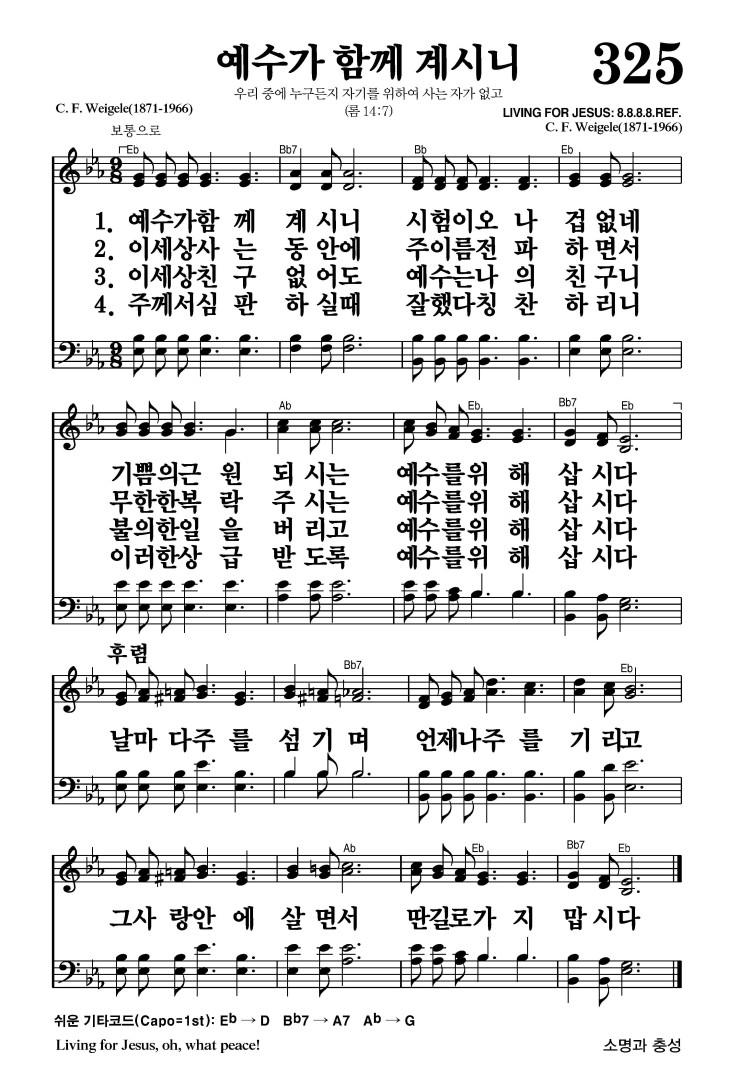 예수가 함께 계시니 325
우리 중에 누구든지 자기를 위하여 사는 자가 없고
(롬 14:7)
C. F. Weigele(1871-1966)
LIVING FOR JESUS: 8.8.8.8.REF.
C. F. Weigele(1871-1966)
보통으로
Eb Bb7 Bb Eb
9/8
1. 예수가함 께 계 시니 시험이오 나 겁 없네
2. 이세상사 는 동 안에 주이름전 파 하 면서
3. 이세상친 구 없 어도 예수는나 의 친 구니
4. 주께서심 판 하 실때 잘했다칭 찬 하 리니
9/8
Ab Eb Bb7 Eb
기쁨의근 원 되 시는 예수를위 해 삽 시다
무한한복 락 주 시는 예수를위 해 삽 시다
불의한일 을 버 리고 예수를위 해 삽 시다
이러한상 급 받 도록 예수를위 해 삽 시다
후렴
Bb7 Eb
날마 다주 를 섬 기 며 언제나주 를 기 리고
Ab Eb Bb7 Eb
그사 랑안 에 살 면서 딴길로가 지 맙 시다
쉬운 기타코드(Capo=1st): Eb → D Bb7 → A7 Ab → G
Living for Jesus, oh, what peace!
소명과 충성